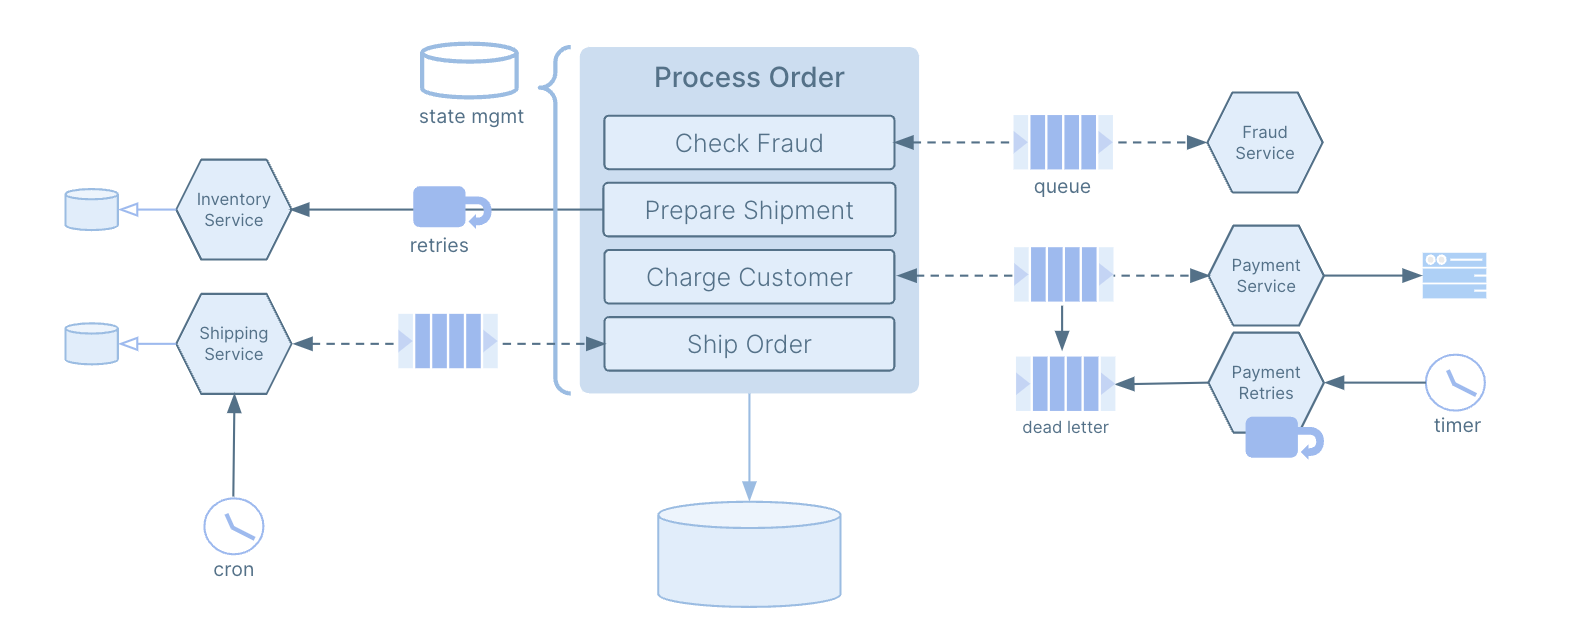 Process Order
state mgmt
Check Fraud
queue
Fraud
Service
Inventory
Service
retries
Prepare Shipment
Charge Customer
Payment
Service
Shipping
Service
Ship Order
dead letter
Payment
Retries
timer
cron